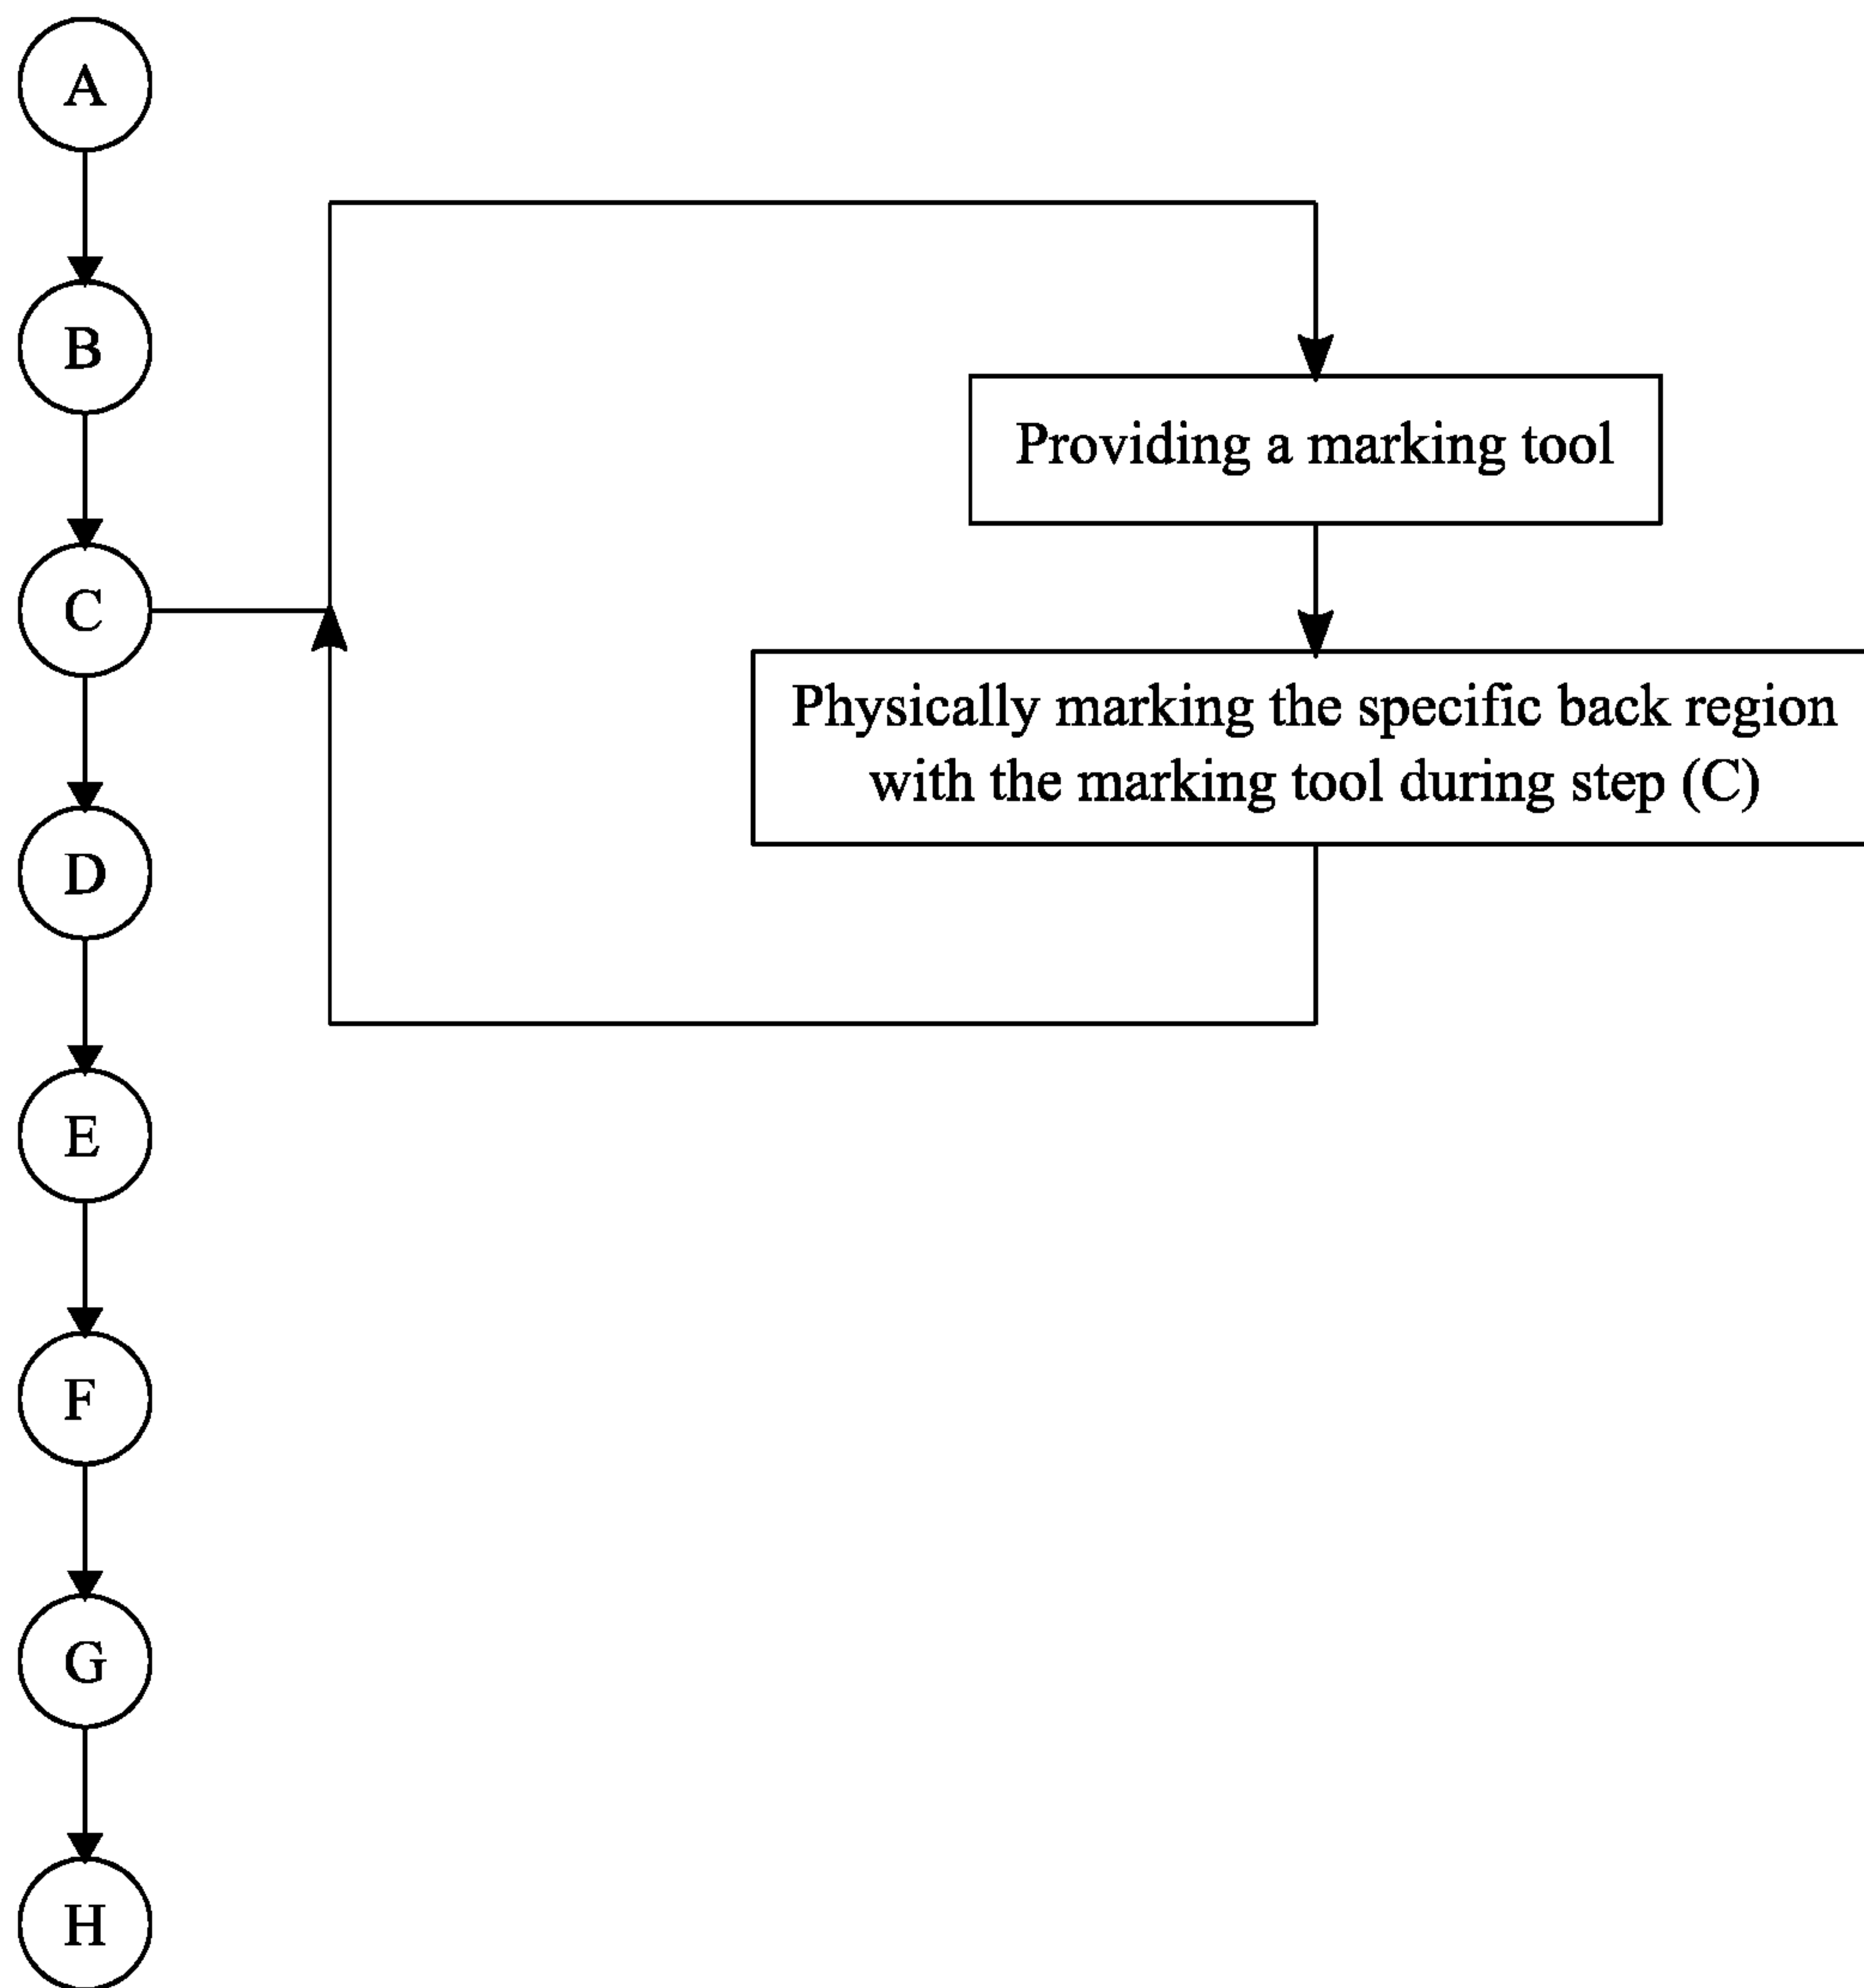 A
B
C
D
E
F
G
H
Providing a marking tool
Physically marking the specific back region
with the marking tool during step (C)